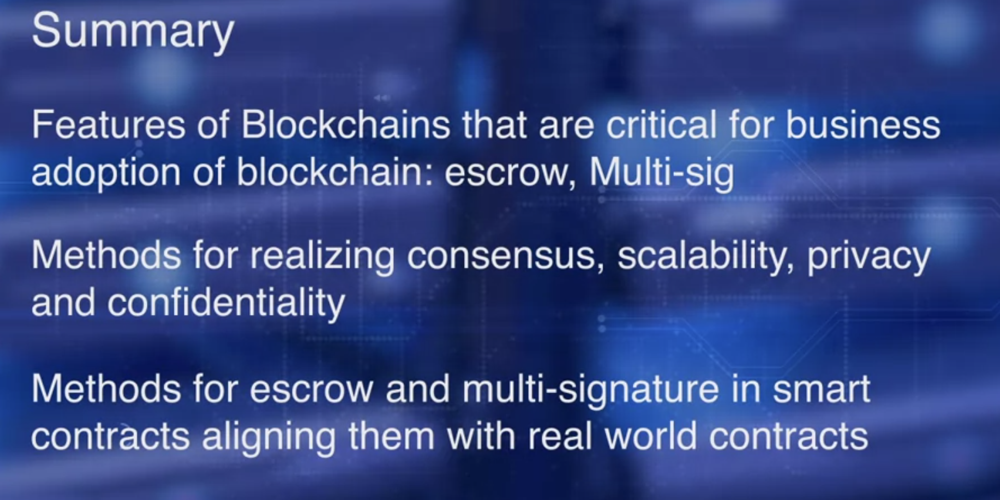 Summary
Features of Blockchains that are critical for business
adoption of blockchain: escrow, Multi-sig
Methods for realizing consensus, scalability, privacy
and confidentiality
Methods for escrow and multi-signature in smart
contracts aligning them with real world contracts